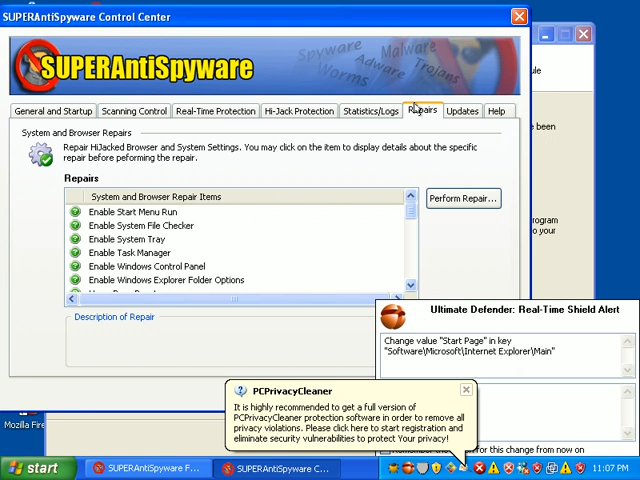 SUPERAntiSpyware Control Center
SUPERAntiSpyware
Spyware Malware
Adware
Worms Trojans
General and Startup Scanning Control Real-Time Protection Hi-Jack Protection Statistics/Logs Repairs Updates Help
System and Browser Repairs
Repair HiJacked Browser and System Settings. You may click on the item to display details about the specific
repair before peforming the repair.
Repairs
System and Browser Repair Items
Perform Repair...
Enable Start Menu Run
Enable System File Checker
Enable System Tray
Enable Task Manager
Enable Windows Control Panel
Enable Windows Explorer Folder Options
Description of Repair
ule
been
rogram
o your
Ultimate Defender: Real-Time Shield Alert
Change value "Start Page" in key
"Software\Microsoft\Internet Explorer\Main"
PCPrivacyCleaner
It is highly recommended to get a full version of
PCPrivacyCleaner protection software in order to remove all
privacy violations. Please click here to start registration and
eliminate security vulnerabilities to protect Your privacy!
for this change from now on
Mozilla Fire
start SUPERAntiSpyware F... SUPERAntiSpyware C... 11:07 PM